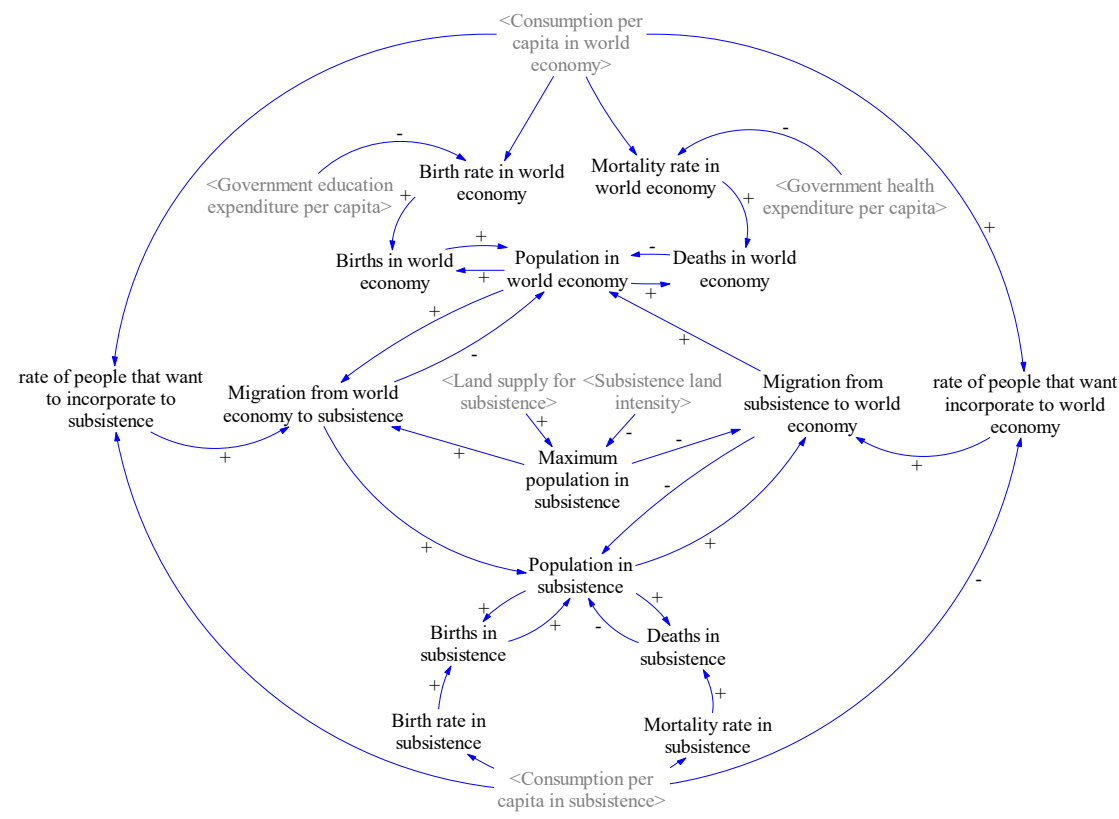 <Consumption per
capita in world
economy>
-
-
Birth rate in world
economy
Mortality rate in
world economy
<Government education
expenditure per capita>
<Government health
expenditure per capita>
+
+
+
+
-
Births in world
economy
Population in
world economy
Deaths in world
economy
+
+
+
+
-
rate of people that want
to incorporate to
subsistence
Migration from world
economy to subsistence
<Land supply for
subsistence>
<Subsistence land
intensity>
Migration from
subsistence to world
economy
rate of people that want
incorporate to world
economy
+
-
-
+
+
+
Maximum
population in
subsistence
-
+
+
-
Population in
subsistence
+
+
-
+
-
Births in
subsistence
Deaths in
subsistence
+
+
Birth rate in
subsistence
Mortality rate in
subsistence
<Consumption per
capita in subsistence>